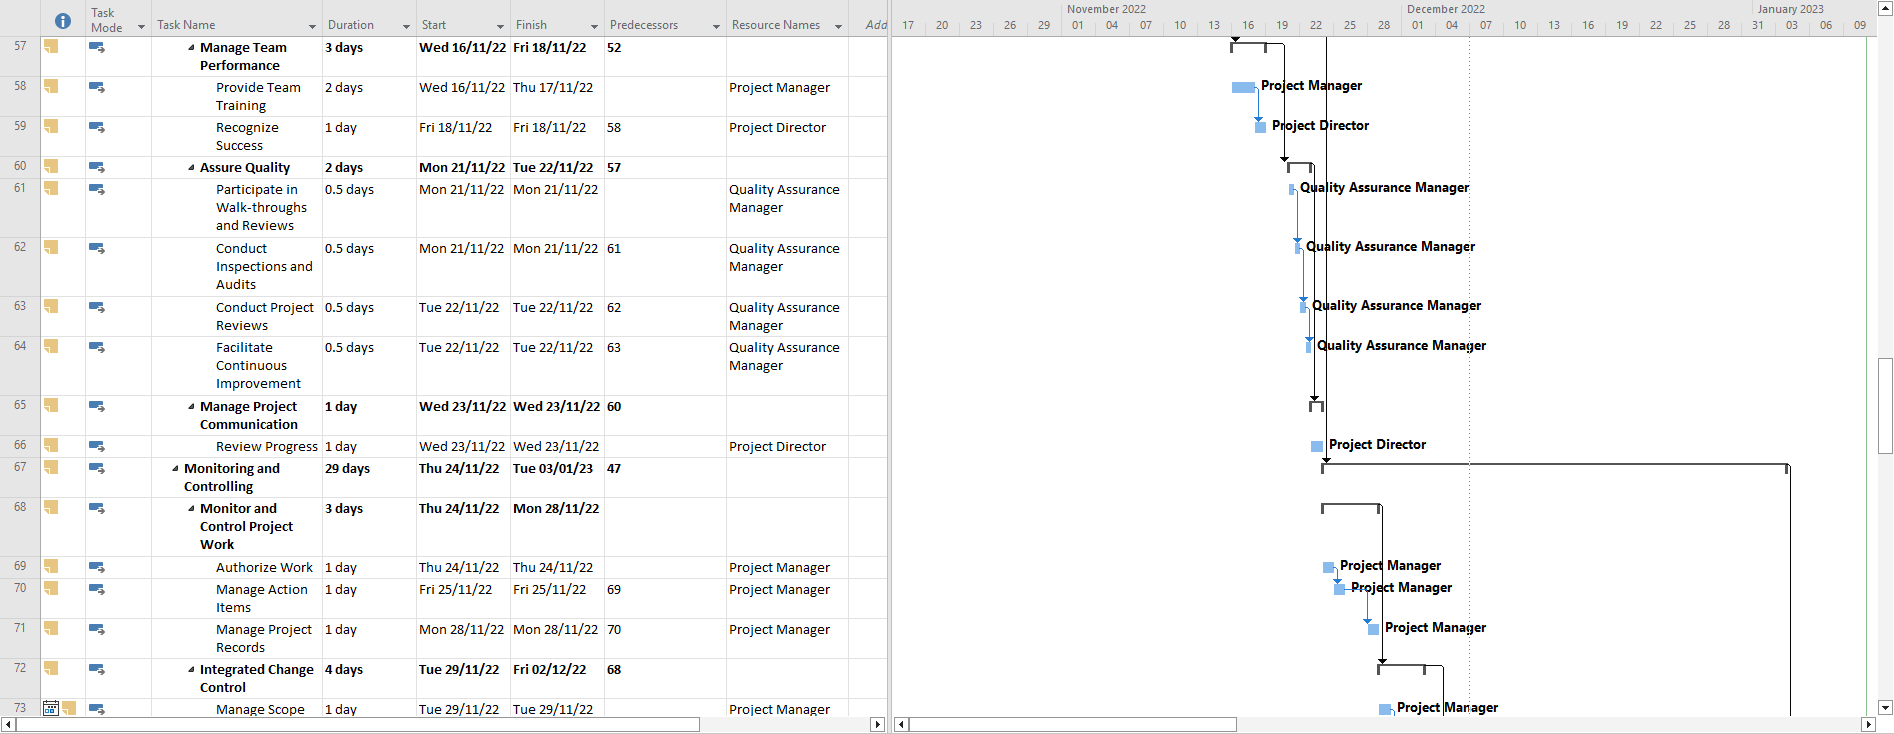 Task
Mode
Task Name
Duration
Start
Finish
Predecessors
Resource Names
Add
November 2022
December 2022
January 2023
17 20 23 26 29 01 04 07 10 13 16 19 22 25 28 01 04 07 10 13 16 19 22 25 28 31 03 06 09
57 Manage Team 3 days Wed 16/11/22 Fri 18/11/22 52
Performance
58 Provide Team 2 days Wed 16/11/22 Thu 17/11/22 Project Manager Project Manager
Training
59 Recognize 1 day Fri 18/11/22 Fri 18/11/22 58 Project Director Project Director
Success
60 Assure Quality 2 days Mon 21/11/22 Tue 22/11/22 57
61 Participate in 0.5 days Mon 21/11/22 Mon 21/11/22 Quality Assurance Quality Assurance Manager
Walk-throughs Manager
and Reviews
62 Conduct 0.5 days Mon 21/11/22 Mon 21/11/22 61 Quality Assurance Quality Assurance Manager
Inspections and Manager
Audits
63 Conduct Project 0.5 days Tue 22/11/22 Tue 22/11/22 62 Quality Assurance Quality Assurance Manager
Reviews Manager
64 Facilitate 0.5 days Tue 22/11/22 Tue 22/11/22 63 Quality Assurance Quality Assurance Manager
Continuous Manager
Improvement
65 Manage Project 1 day Wed 23/11/22 Wed 23/11/22 60
Communication
66 Review Progress 1 day Wed 23/11/22 Wed 23/11/22 Project Director Project Director
67 Monitoring and 29 days Thu 24/11/22 Tue 03/01/23 47
Controlling
68 Monitor and 3 days Thu 24/11/22 Mon 28/11/22
Control Project
Work
69 Authorize Work 1 day Thu 24/11/22 Thu 24/11/22 Project Manager Project Manager
70 Manage Action 1 day Fri 25/11/22 Fri 25/11/22 69 Project Manager Project Manager
Items
71 Manage Project 1 day Mon 28/11/22 Mon 28/11/22 70 Project Manager Project Manager
Records
72 Integrated Change 4 days Tue 29/11/22 Fri 02/12/22 68
Control
73 Manage Scope 1 day Tue 29/11/22 Tue 29/11/22 Project Manager Project Manager